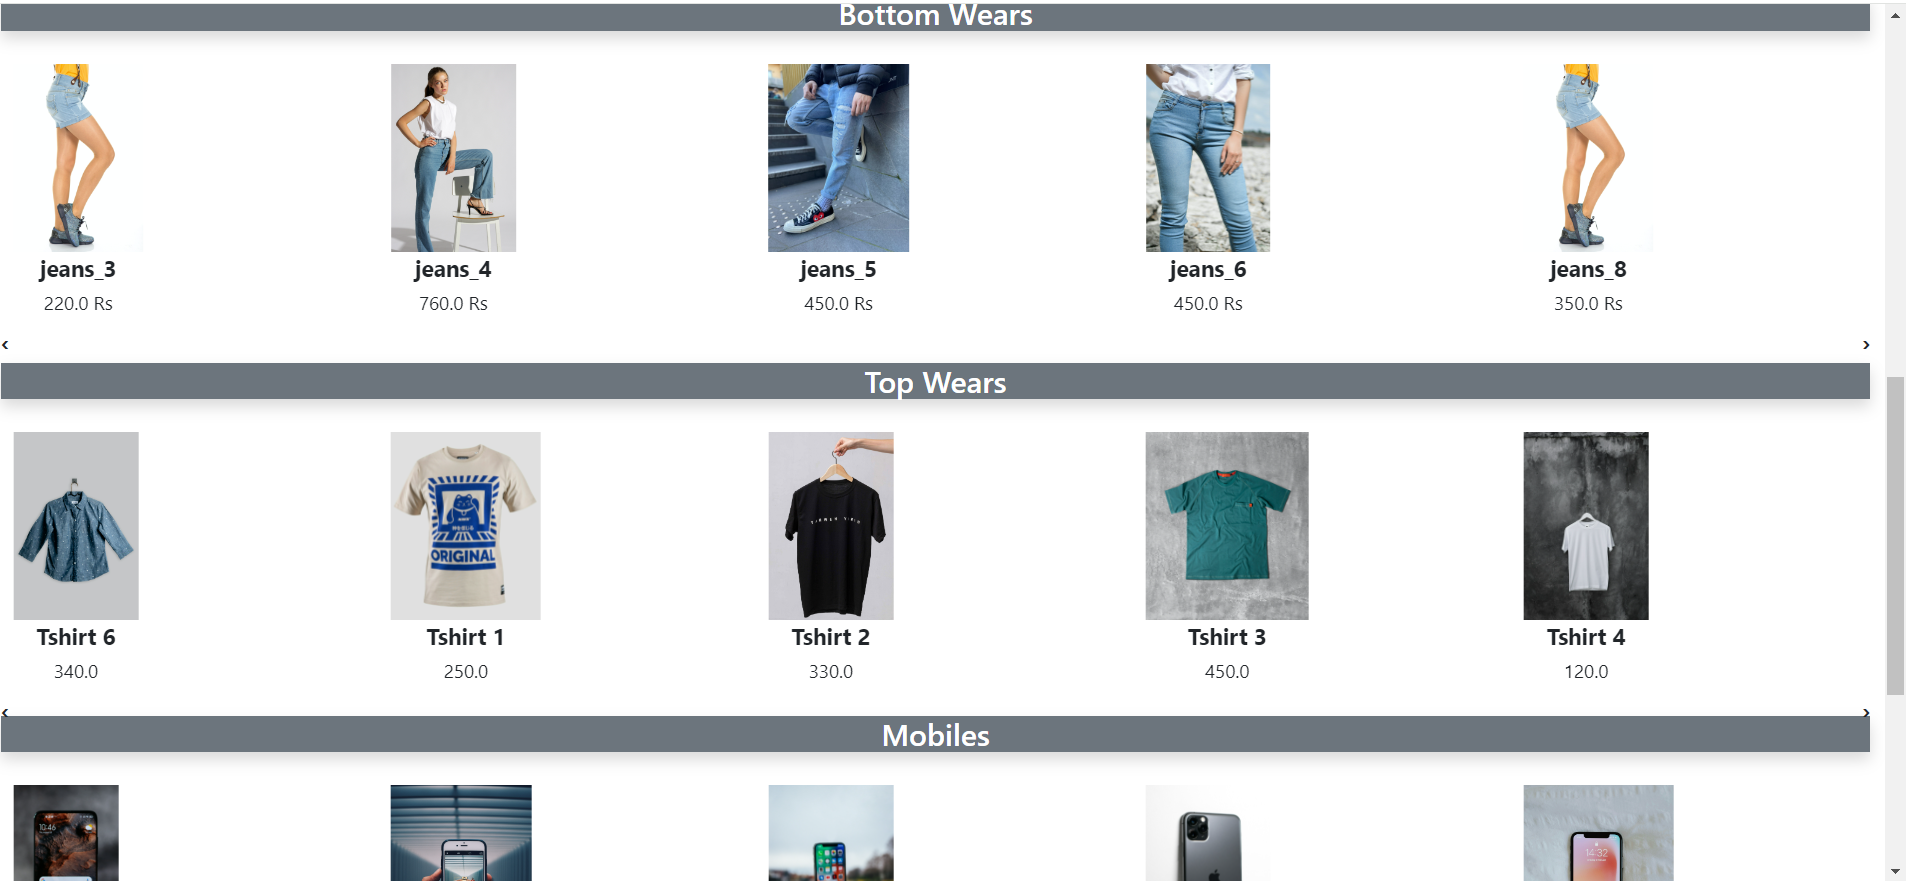 Bottom Wears
jeans_3
jeans_4
jeans_5
jeans_6
jeans_8
220.0 Rs
760.0 Rs
450.0 Rs
450.0 Rs
350.0 Rs
‹
›
Top Wears
ORIGINAL
Tshirt 6
Tshirt 1
Tshirt 2
Tshirt 3
Tshirt 4
340.0
250.0
330.0
450.0
120.0
‹
›
Mobiles
10:46
14:32